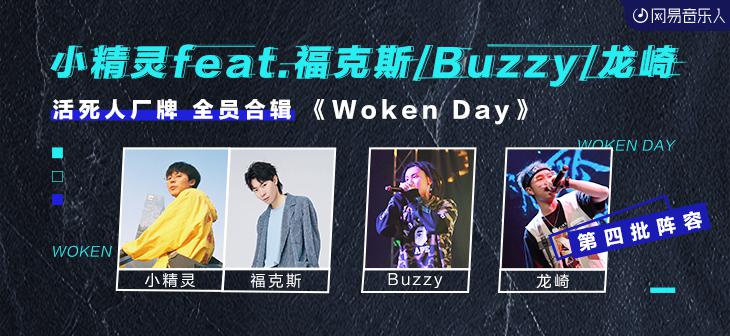 网易音乐人
小精灵feat.福克斯/Buzzy/龙崎
活死人厂牌 全员合辑 《Woken Day》
WOKEN DAY
第四批阵容
WOKEN
小精灵
福克斯
Buzzy
龙崎